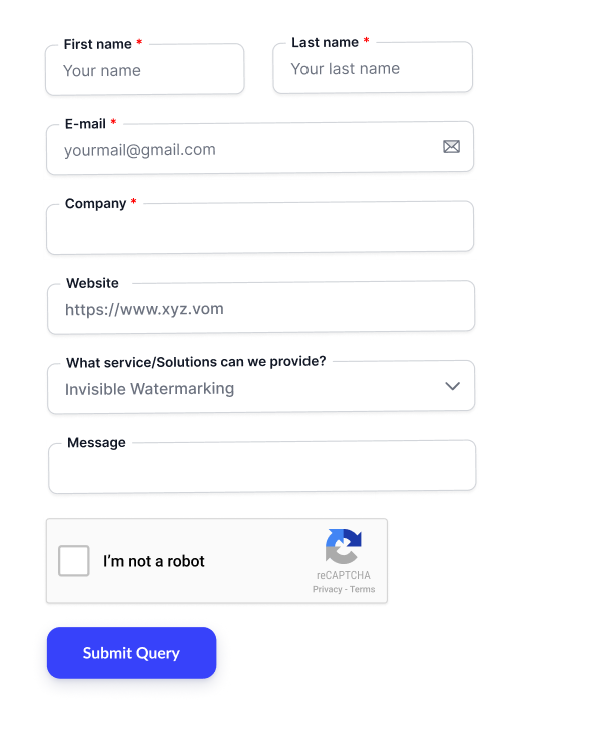 First name *
Last name *
Your name
Your last name
E-mail *
yourmail@gmail.com
Company *
Website
https://www.xyz.vom
What service/Solutions can we provide?
Invisible Watermarking
Message
I'm not a robot
reCAPTCHA
Privacy - Terms
Submit Query